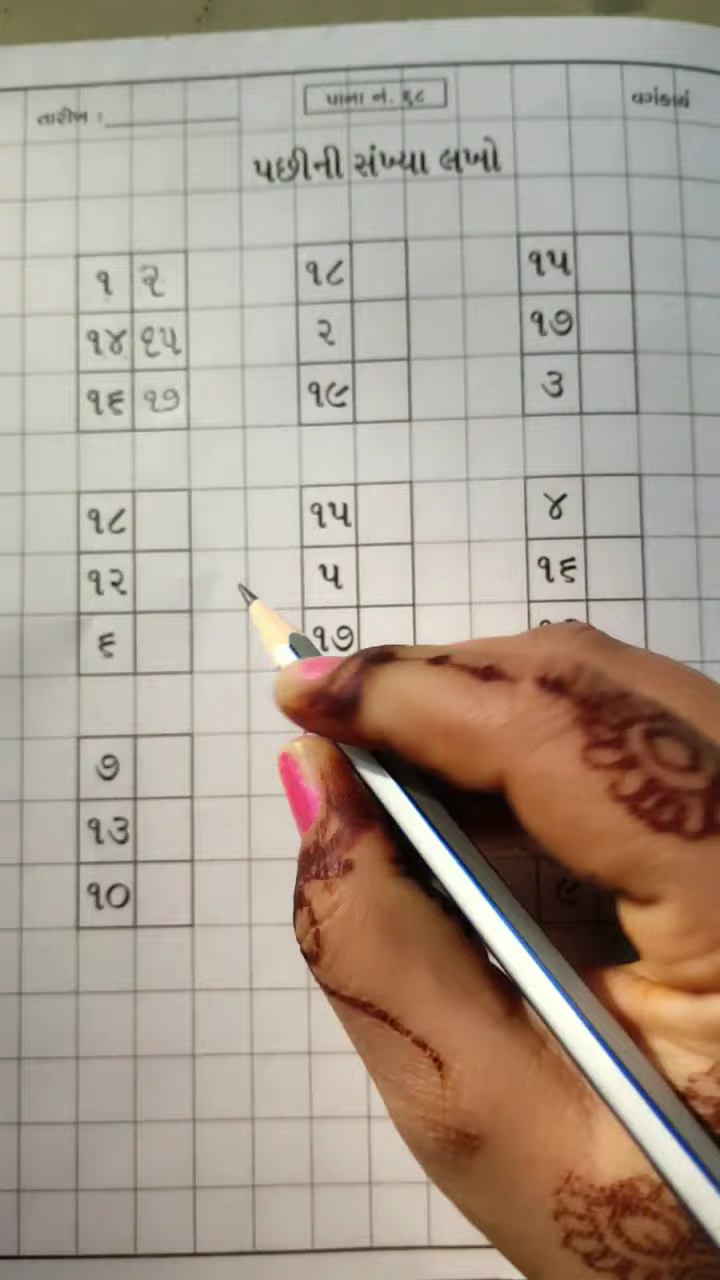 તારીખ : પાના નં. ૬૮ વર્ગકાર્ય
પછીની સંખ્યા લખો
૧ ૨ ૧૮ ૧૫
૧૪ ૧૫ ૨ ૧૭
૧૬ ૧૭ ૧૯ ૩
૧૮ ૧૫ ૪
૧૨ ૫ ૧૬
૬ ૧૭
૭
૧૩
૧૦